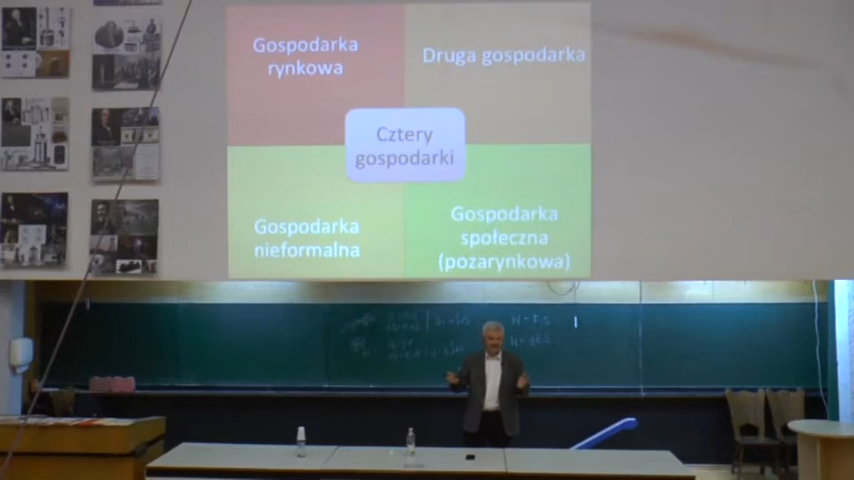 Gospodarka
rynkowa
Druga gospodarka
Cztery
gospodarki
Gospodarka
nieformalna
Gospodarka
społeczna
(pozarynkowa)